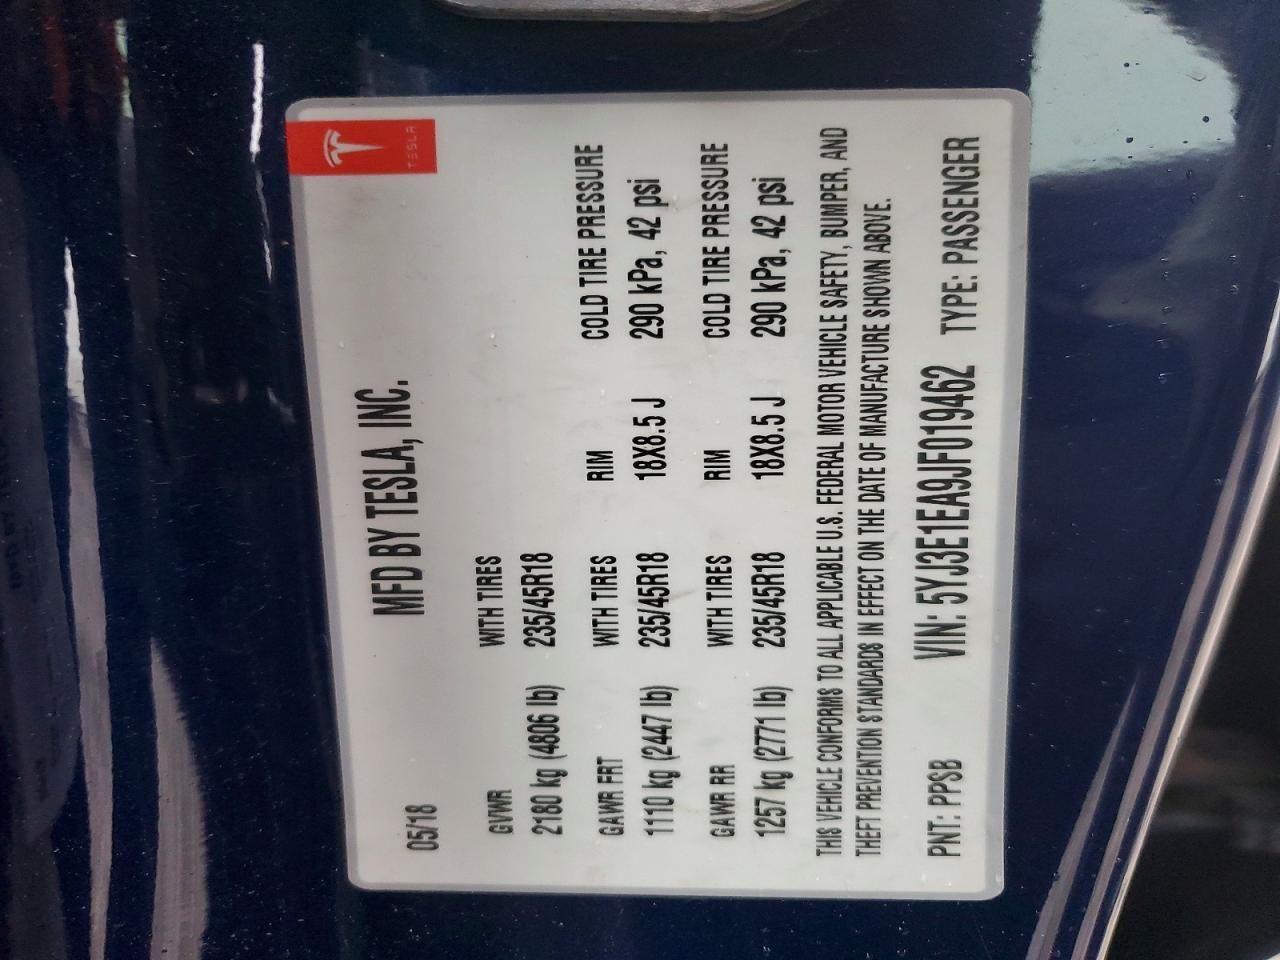 TESLA
MFD BY TESLA, INC.
05/18
GVWR WITH TIRES
2180 kg (4806 lb) 235/45R18
GAWR FRT WITH TIRES RIM COLD TIRE PRESSURE
1110 kg (2447 lb) 235/45R18 18X8.5 J 290 kPa, 42 psi
GAWR RR WITH TIRES RIM COLD TIRE PRESSURE
1257 kg (2771 lb) 235/45R18 18X8.5 J 290 kPa, 42 psi
THIS VEHICLE CONFORMS TO ALL APPLICABLE U.S. FEDERAL MOTOR VEHICLE SAFETY, BUMPER, AND
THEFT PREVENTION STANDARDS IN EFFECT ON THE DATE OF MANUFACTURE SHOWN ABOVE.
PNT: PPSB VIN: 5YJ3E1EA9JF019462 TYPE: PASSENGER